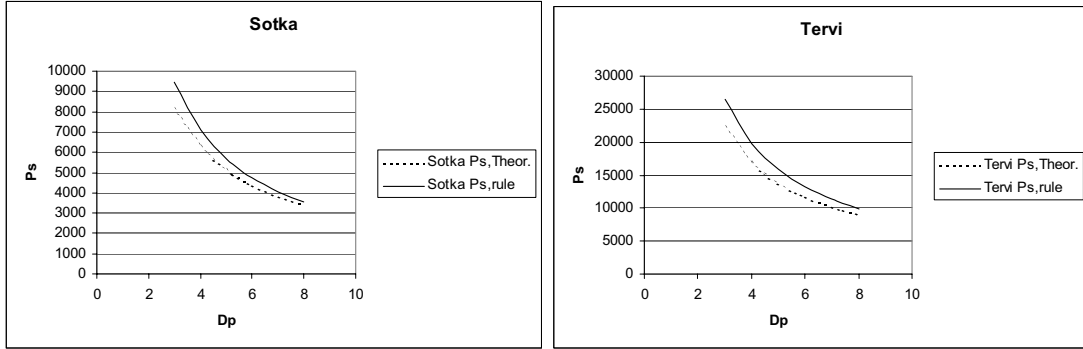 Sotka
Ps
10000
9000
8000
7000
6000
5000
4000
3000
2000
1000
0
0 2 4 6 8 10
Dp
Sotka Ps,Theor.
Sotka Ps,rule
Tervi
Ps
30000
25000
20000
15000
10000
5000
0
0 2 4 6 8 10
Dp
Tervi Ps,Theor.
Tervi Ps,rule